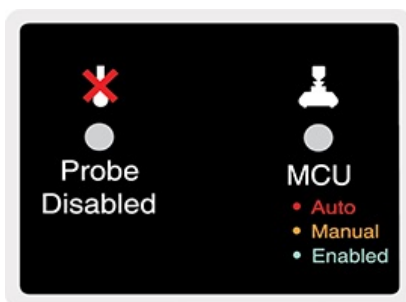 Probe
Disabled
MCU
• Auto
• Manual
• Enabled